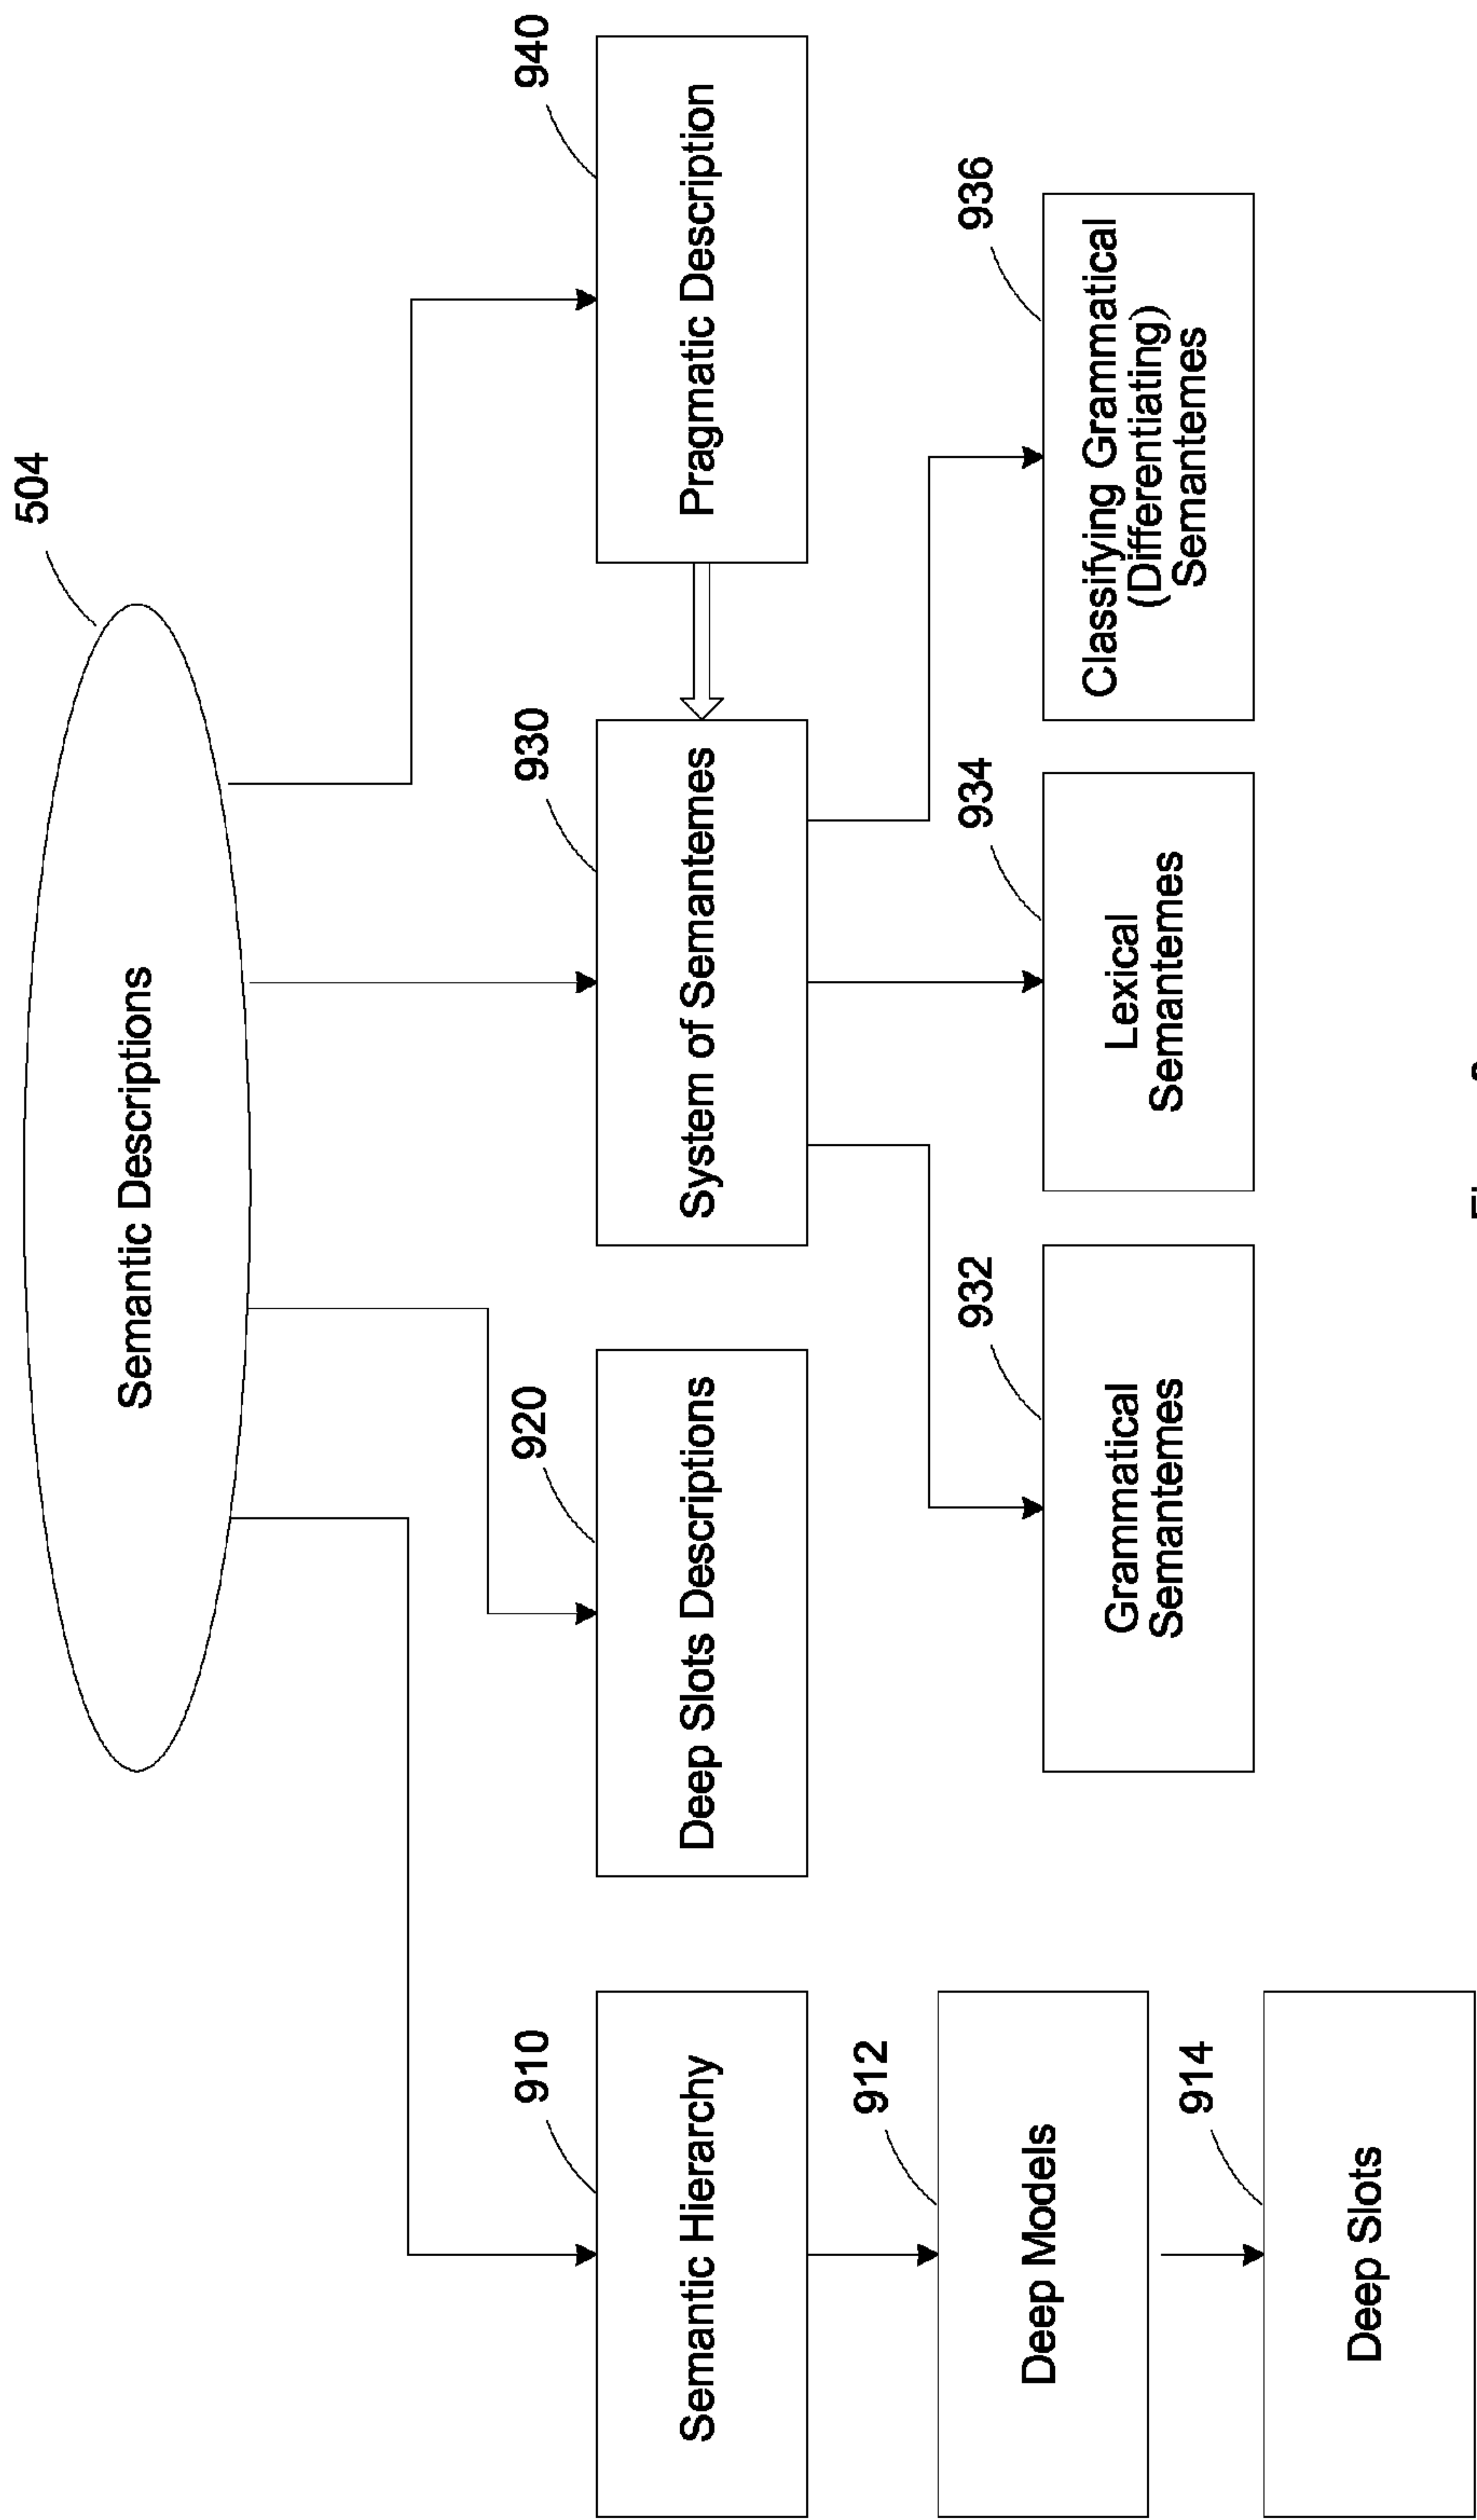 504
Semantic Descriptions
910
920
930
940
Semantic Hierarchy
Deep Slots Descriptions
System of Semantemes
Pragmatic Description
912
932
934
936
Deep Models
Grammatical
Semantemes
Lexical
Semantemes
Classifying Grammatical
(Differentiating)
Semantemes
914
Deep Slots